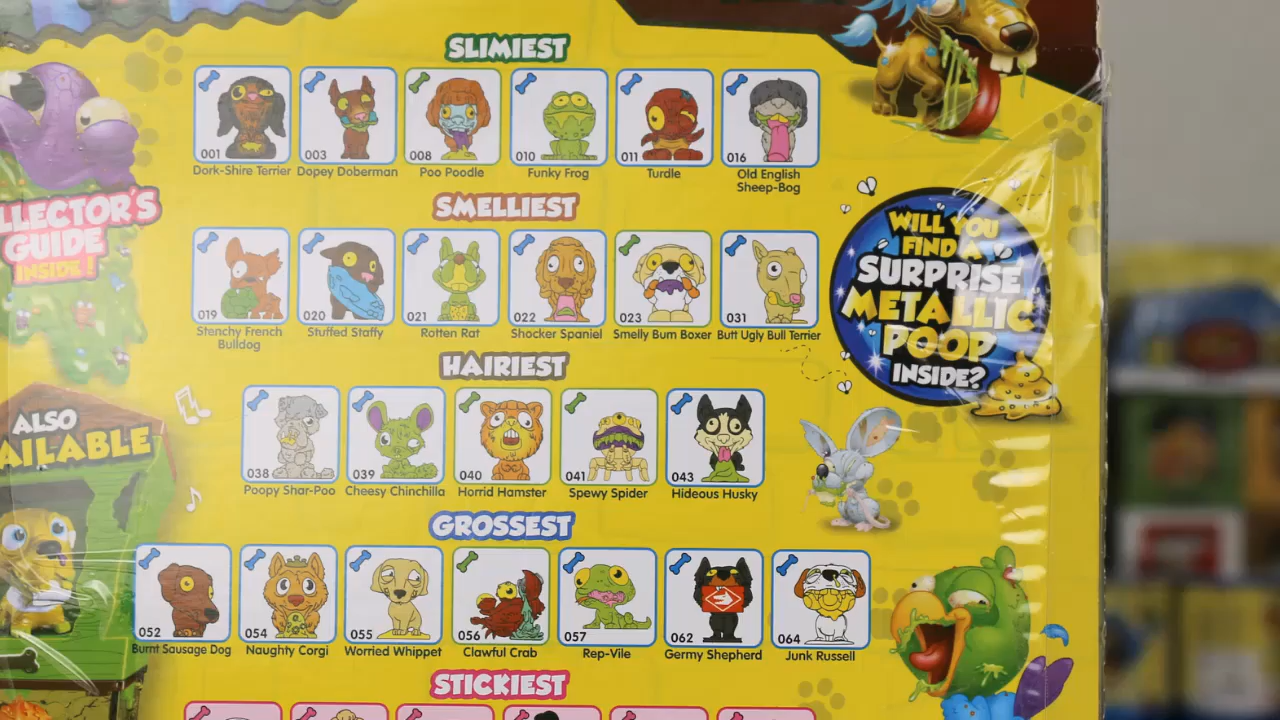 SLIMIEST
001
003
008
010
011
016
Dork-Shire Terrier
Dopey Doberman
Poo Poodle
Funky Frog
Turdle
Old English
Sheep-Bog
LLECTOR'S
GUIDE
INSIDE!
SMELLIEST
WILL YOU
FIND A
SURPRISE
METALLIC
POOP
INSIDE?
019
020
021
022
023
031
Stenchy French
Bulldog
Stuffed Staffy
Rotten Rat
Shocker Spaniel
Smelly Bum Boxer
Butt Ugly Bull Terrier
HAIRIEST
ALSO
AILABLE
038
039
040
041
043
Poopy Shar-Poo
Cheesy Chinchilla
Horrid Hamster
Spewy Spider
Hideous Husky
GROSSEST
052
054
055
056
057
062
064
Burnt Sausage Dog
Naughty Corgi
Worried Whippet
Clawful Crab
Rep-Vile
Germy Shepherd
Junk Russell
STICKIEST